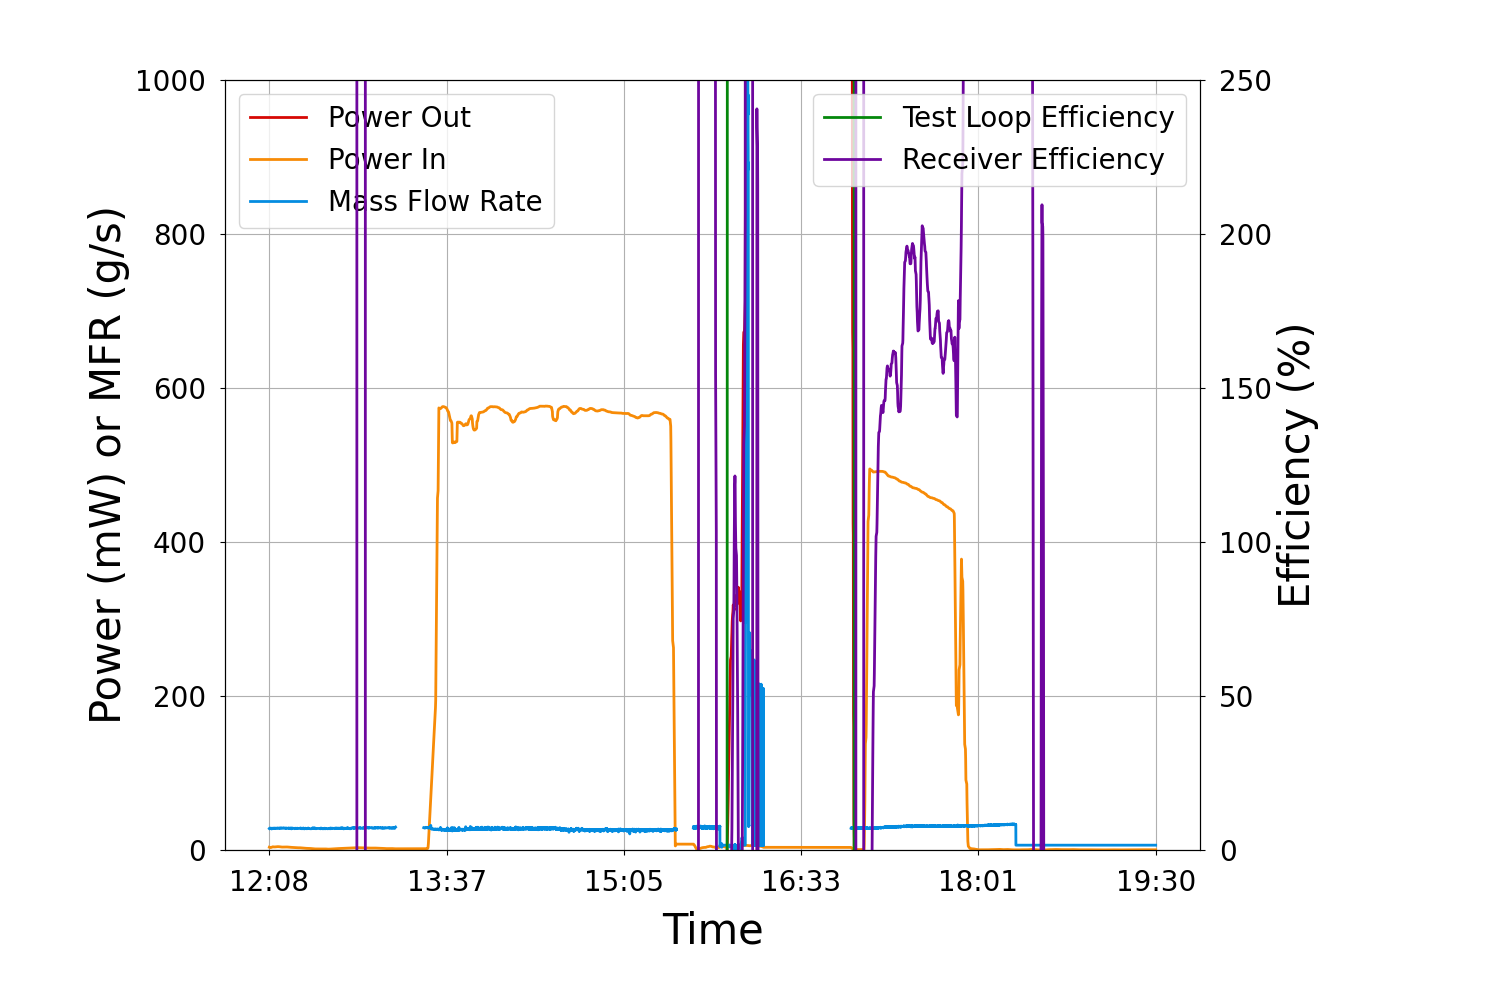 1000
800
600
400
200
0
Power (mW) or MFR (g/s)
Power Out
Power In
Mass Flow Rate
Test Loop Efficiency
Receiver Efficiency
250
200
150
100
50
0
Efficiency (%)
12:08 13:37 15:05 16:33 18:01 19:30
Time